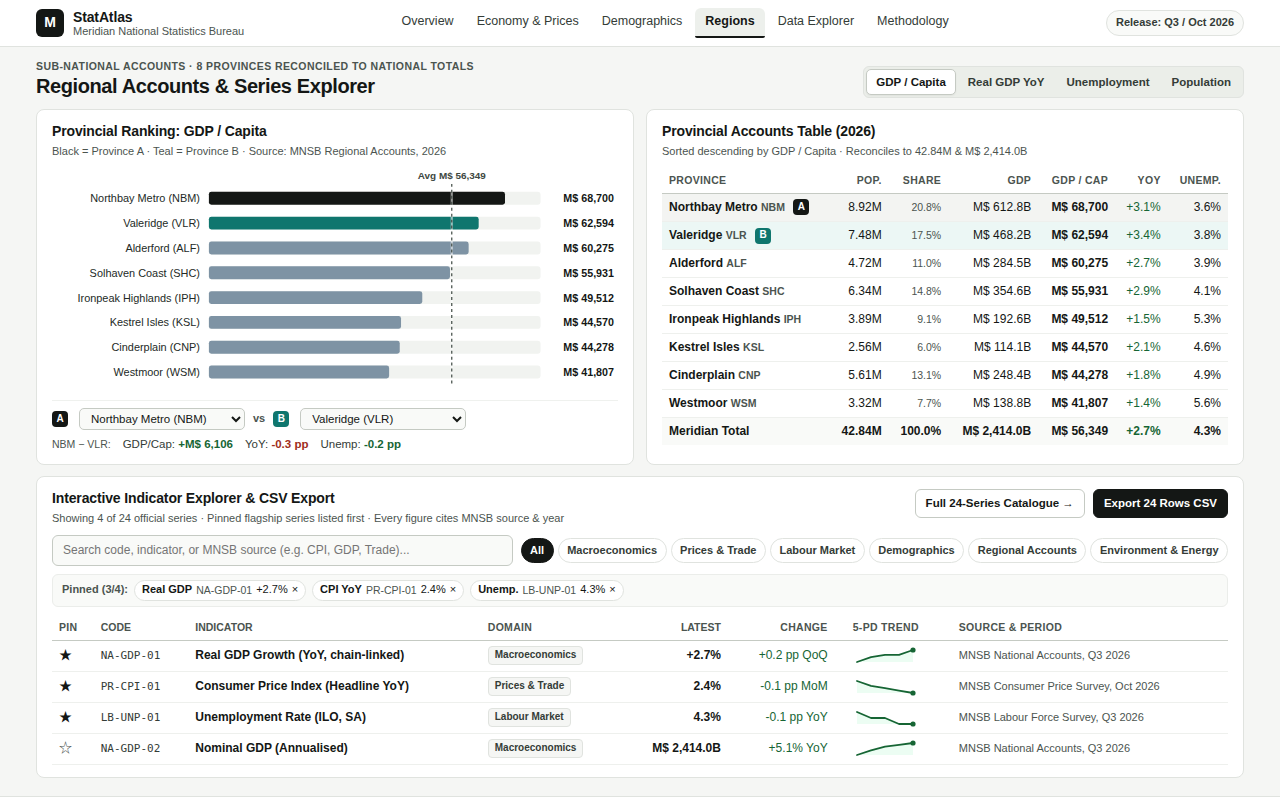 M
StatAtlas
Meridian National Statistics Bureau
Overview
Economy & Prices
Demographics
Regions
Data Explorer
Methodology
Release: Q3 / Oct 2026
SUB-NATIONAL ACCOUNTS · 8 PROVINCES RECONCILED TO NATIONAL TOTALS
Regional Accounts & Series Explorer
GDP / Capita
Real GDP YoY
Unemployment
Population
Provincial Ranking: GDP / Capita
Black = Province A · Teal = Province B · Source: MNSB Regional Accounts, 2026
Avg M$ 56,349
Northbay Metro (NBM) M$ 68,700
Valeridge (VLR) M$ 62,594
Alderford (ALF) M$ 60,275
Solhaven Coast (SHC) M$ 55,931
Ironpeak Highlands (IPH) M$ 49,512
Kestrel Isles (KSL) M$ 44,570
Cinderplain (CNP) M$ 44,278
Westmoor (WSM) M$ 41,807
A Northbay Metro (NBM) vs B Valeridge (VLR)
NBM − VLR: GDP/Cap: +M$ 6,106 YoY: -0.3 pp Unemp: -0.2 pp
Provincial Accounts Table (2026)
Sorted descending by GDP / Capita · Reconciles to 42.84M & M$ 2,414.0B
PROVINCE POP. SHARE GDP GDP / CAP YOY UNEMP.
Northbay Metro NBM A 8.92M 20.8% M$ 612.8B M$ 68,700 +3.1% 3.6%
Valeridge VLR B 7.48M 17.5% M$ 468.2B M$ 62,594 +3.4% 3.8%
Alderford ALF 4.72M 11.0% M$ 284.5B M$ 60,275 +2.7% 3.9%
Solhaven Coast SHC 6.34M 14.8% M$ 354.6B M$ 55,931 +2.9% 4.1%
Ironpeak Highlands IPH 3.89M 9.1% M$ 192.6B M$ 49,512 +1.5% 5.3%
Kestrel Isles KSL 2.56M 6.0% M$ 114.1B M$ 44,570 +2.1% 4.6%
Cinderplain CNP 5.61M 13.1% M$ 248.4B M$ 44,278 +1.8% 4.9%
Westmoor WSM 3.32M 7.7% M$ 138.8B M$ 41,807 +1.4% 5.6%
Meridian Total 42.84M 100.0% M$ 2,414.0B M$ 56,349 +2.7% 4.3%
Interactive Indicator Explorer & CSV Export
Showing 4 of 24 official series · Pinned flagship series listed first · Every figure cites MNSB source & year
Full 24-Series Catalogue →
Export 24 Rows CSV
Search code, indicator, or MNSB source (e.g. CPI, GDP, Trade)...
All
Macroeconomics
Prices & Trade
Labour Market
Demographics
Regional Accounts
Environment & Energy
Pinned (3/4): Real GDP NA-GDP-01 +2.7% × CPI YoY PR-CPI-01 2.4% × Unemp. LB-UNP-01 4.3% ×
PIN CODE INDICATOR DOMAIN LATEST CHANGE 5-PD TREND SOURCE & PERIOD
★ NA-GDP-01 Real GDP Growth (YoY, chain-linked) Macroeconomics +2.7% +0.2 pp QoQ MNSB National Accounts, Q3 2026
★ PR-CPI-01 Consumer Price Index (Headline YoY) Prices & Trade 2.4% -0.1 pp MoM MNSB Consumer Price Survey, Oct 2026
★ LB-UNP-01 Unemployment Rate (ILO, SA) Labour Market 4.3% -0.1 pp YoY MNSB Labour Force Survey, Q3 2026
☆ NA-GDP-02 Nominal GDP (Annualised) Macroeconomics M$ 2,414.0B +5.1% YoY MNSB National Accounts, Q3 2026